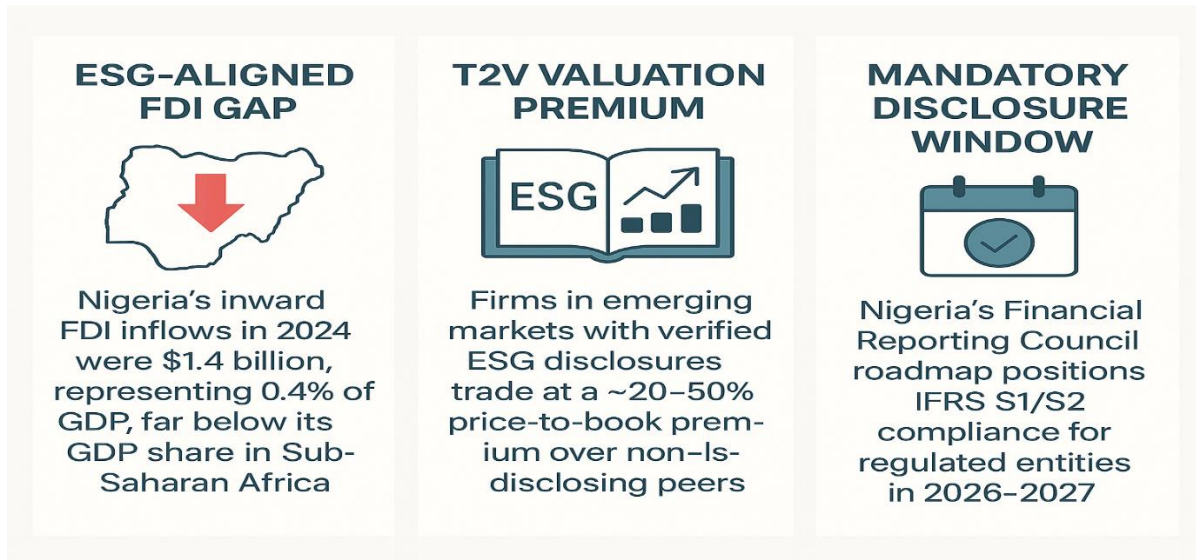 ESG-ALIGNED
FDI GAP
Nigeria's inward
FDI inflows in 2024
were $1.4 billion,
representing 0.4% of
GDP, far below its
GDP share in Sub-
Saharan Africa
T2V VALUATION
PREMIUM
ESG
Firms in emerging
markets with verified
ESG disclosures
trade at a ~20–50%
price-to-book prem-
ium over non–ls-
disclosing peers
MANDATORY
DISCLOSURE
WINDOW
Nigeria's Financial
Reporting Council
roadmap positions
IFRS S1/S2
compliance for
regulated entities
in 2026–2027